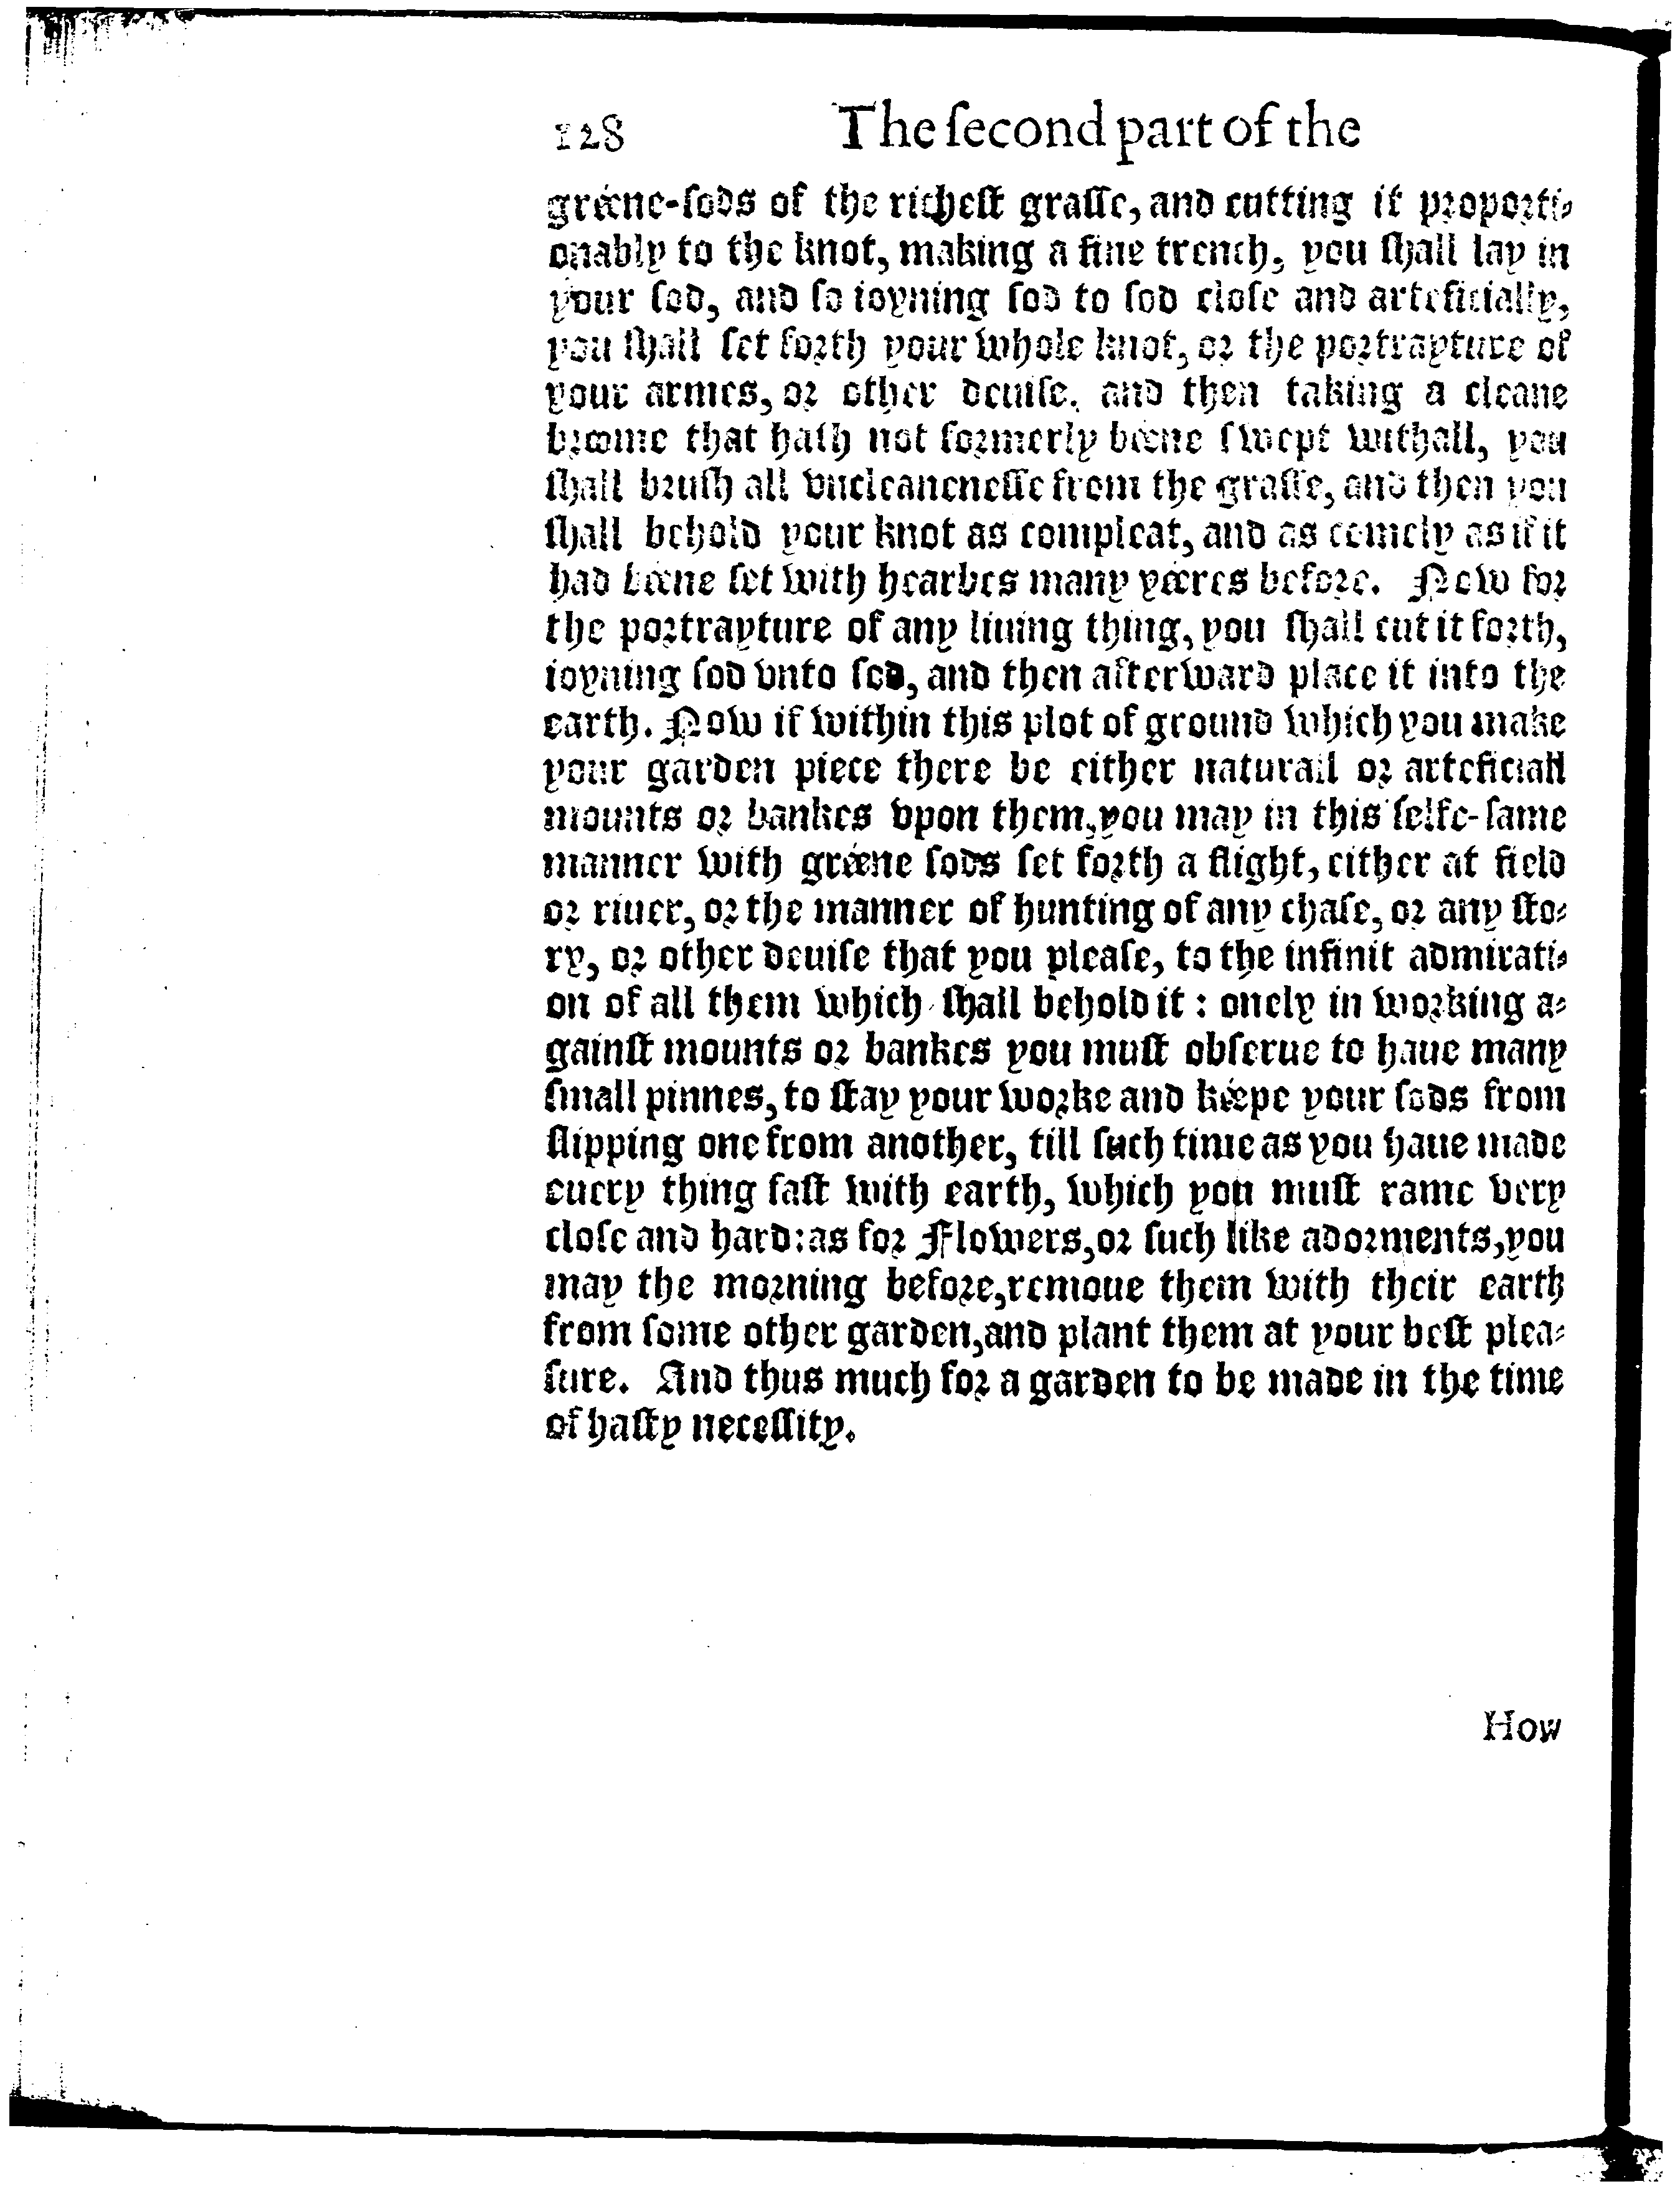 128 The ſecond part of the
gréene-ſods of the richeſt graſſe, and cutting it proporti-
onably to the knot, making a fine trench, you ſhall lay in
your ſod, and ſo ioyning ſod to ſod cloſe and arteficially,
you ſhall ſet forth your whole knot, or the portrayture of
your armes, or other deuiſe, and then taking a cleane
broome that hath not formerly béene ſwept withall, you
ſhall bruſh all vncleaneneſſe from the graſſe, and then you
ſhall behold your knot as compleat, and as comely as if it
had béene ſet with hearbes many yéeres before. Now for
the portrayture of any liuing thing, you ſhall cut it forth,
ioyning ſod vnto ſod, and then afterward place it into the
earth. Now if within this plot of ground which you make
your garden piece there be either naturall or arteficiall
mounts or bankes vpon them, you may in this ſelfe-ſame
manner with gréene ſods ſet forth a flight, either at field
or riuer, or the manner of hunting of any chaſe, or any ſto-
ry, or other deuiſe that you pleaſe, to the infinit admirati-
on of all them which ſhall behold it : onely in working a-
gainſt mounts or bankes you muſt obſerue to haue many
ſmall pinnes, to ſtay your worke and kéepe your ſods from
ſlipping one from another, till ſuch time as you haue made
euery thing faſt with earth, which you muſt rame very
cloſe and hard: as for Flowers, or ſuch like adorments, you
may the morning before, remoue them with their earth
from ſome other garden, and plant them at your beſt plea-
ſure. And thus much for a garden to be made in the time
of haſty neceſſity.
How